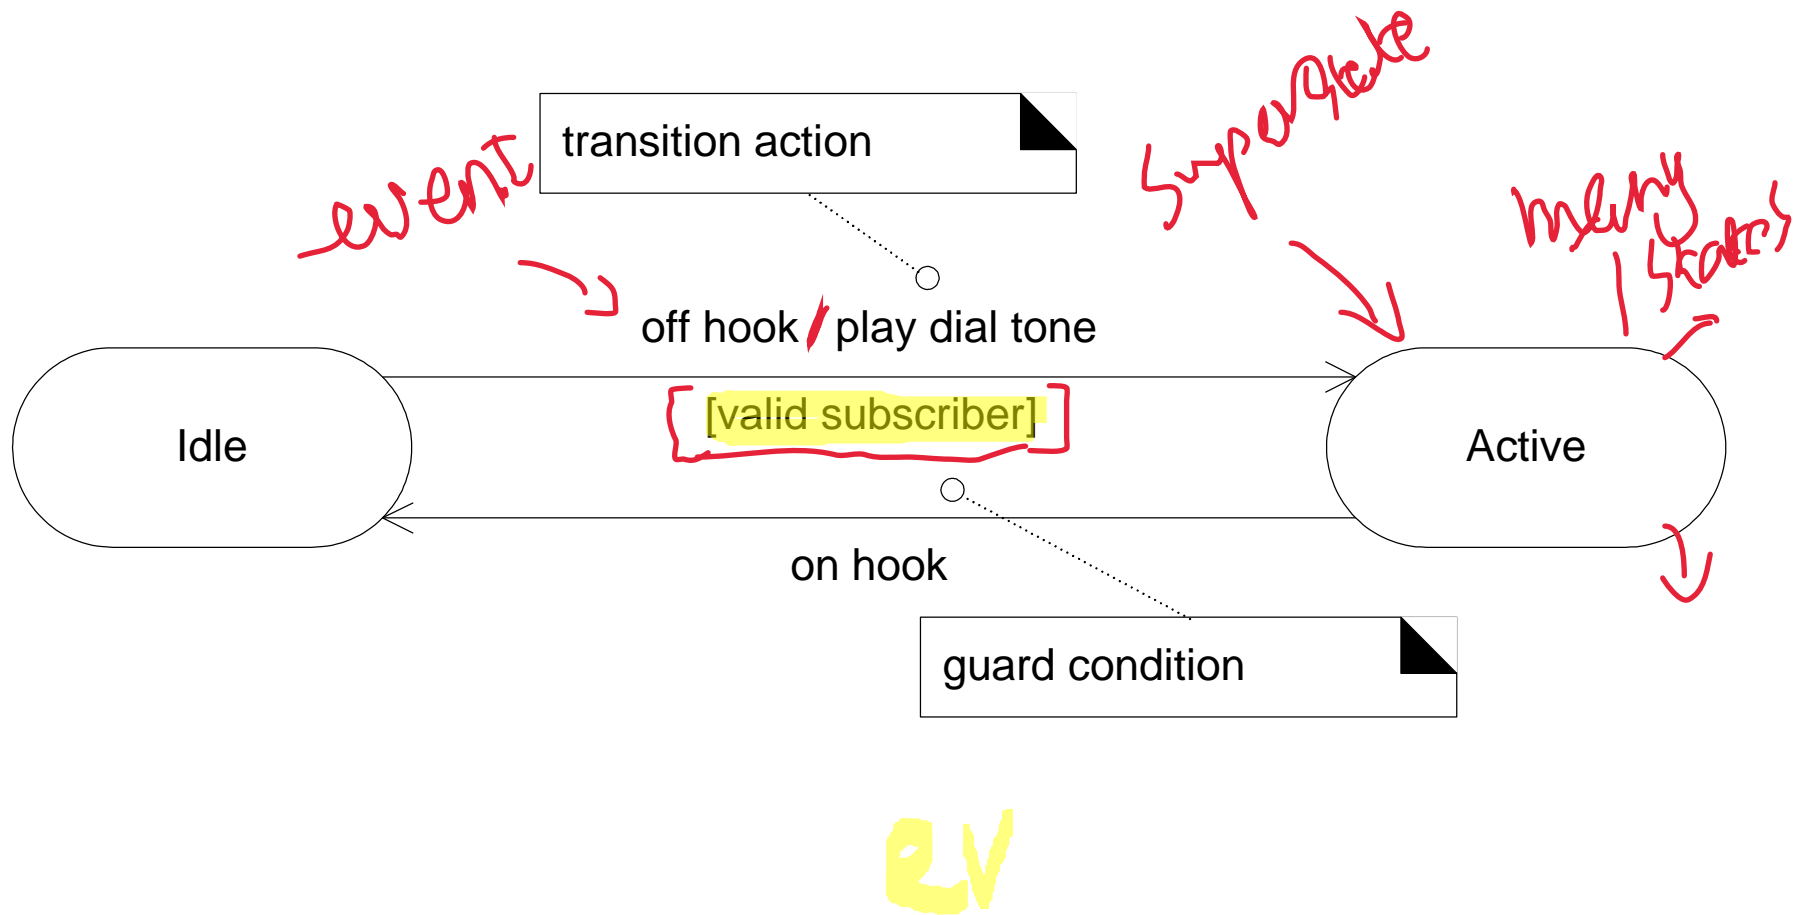 Superstate
transition action
event
many
states
off hook / play dial tone
[valid subscriber]
Idle
Active
on hook
guard condition
ev